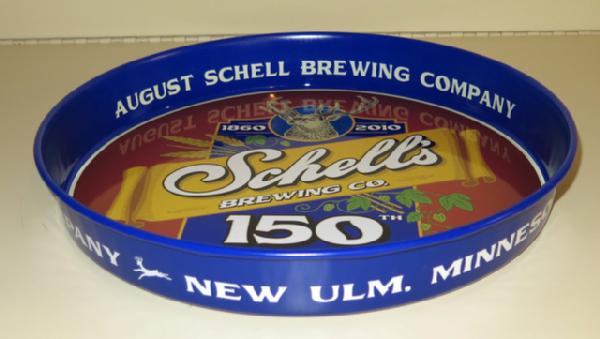 AUGUST SCHELL BREWING COMPANY
1860 2010
Schell's
BREWING CO.
150TH
PANY NEW ULM. MINNESO